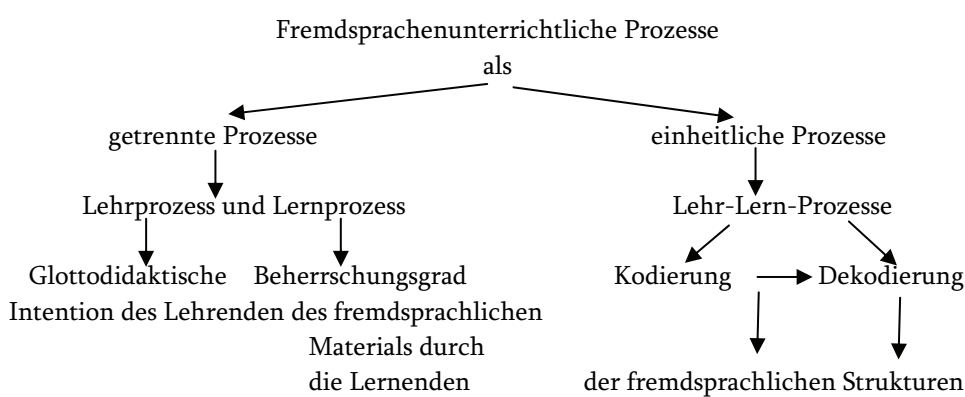 Fremdsprachenunterrichtliche Prozesse
als
getrennte Prozesse einheitliche Prozesse
Lehrprozess und Lernprozess Lehr-Lern-Prozesse
Glottodidaktische Beherrschungsgrad Kodierung Dekodierung
Intention des Lehrenden des fremdsprachlichen
Materials durch
die Lernenden der fremdsprachlichen Strukturen